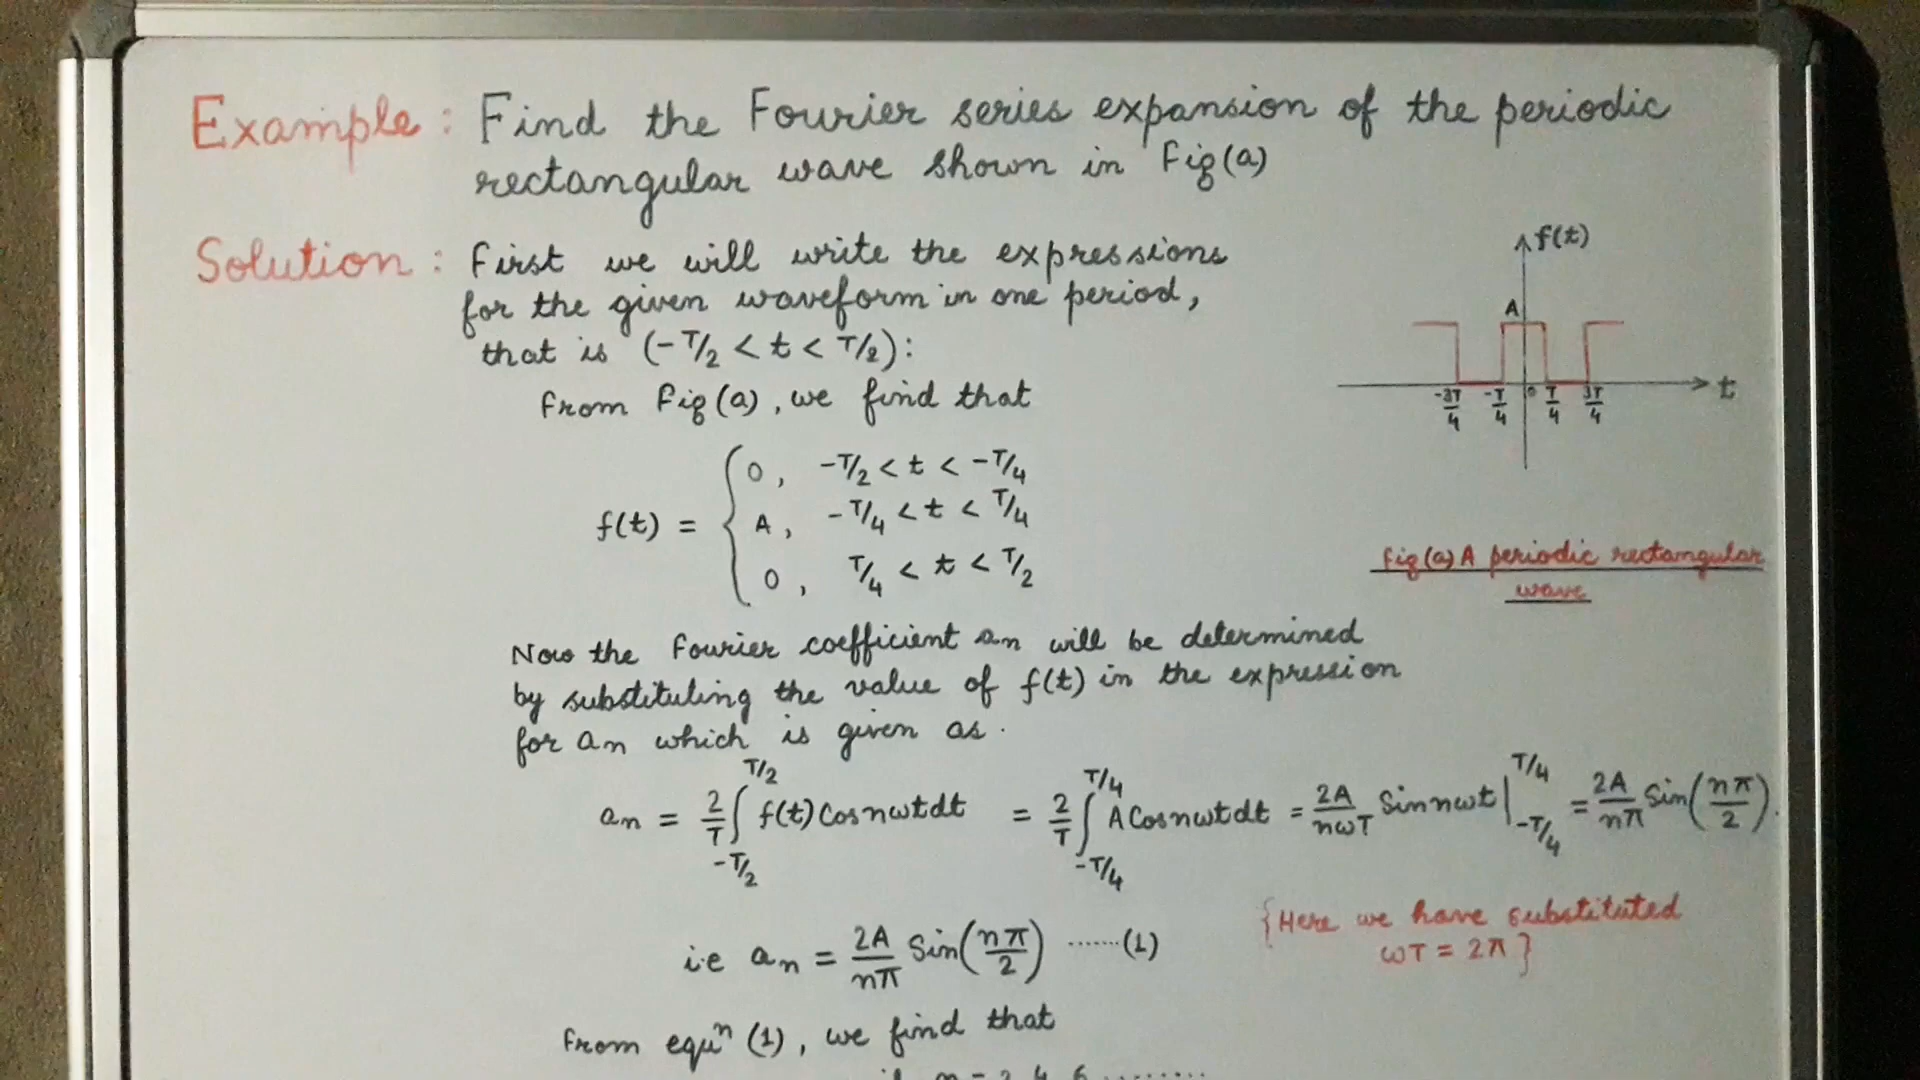 Example: Find the Fourier series expansion of the periodic
rectangular wave shown in Fig(a)
Solution: First we will write the expressions
for the given waveform in one period,
that is (-T/2 < t < T/2):
From Fig(a), we find that
f(t) = { 0, -T/2 < t < -T/4
A, -T/4 < t < T/4
0, T/4 < t < T/2
f(t)
A
t
-3T/4 -T/4 0 T/4 3T/4
Fig(a) A periodic rectangular
wave
Now the Fourier coefficient an will be determined
by substituting the value of f(t) in the expression
for an which is given as.
an = 2/T ∫_{-T/2}^{T/2} f(t) Cos nωt dt = 2/T ∫_{-T/4}^{T/4} A Cos nωt dt = 2A/nωT Sin nωt |_{-T/4}^{T/4} = 2A/nπ Sin(nπ/2).
i.e an = 2A/nπ Sin(nπ/2) .......(1)
{Here we have substituted
ωT = 2π}
From equⁿ (1), we find that